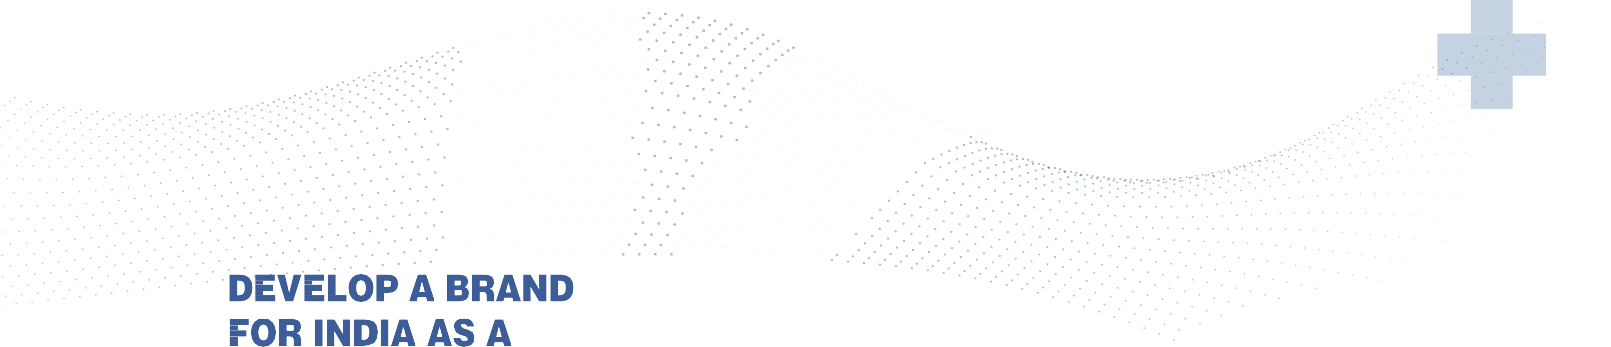 DEVELOP A BRAND
FOR INDIA AS A